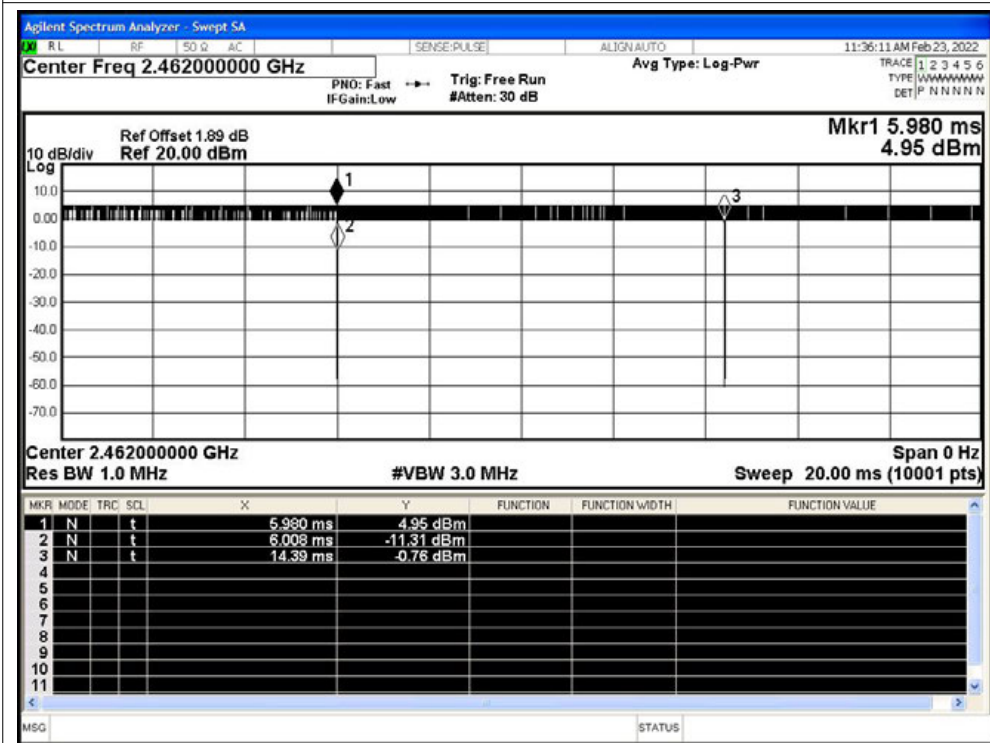 Agilent Spectrum Analyzer - Swept SA
RL RF 50 Ω AC SENSE:PULSE ALIGN AUTO 11:36:11 AM Feb 23, 2022
Center Freq 2.462000000 GHz Avg Type: Log-Pwr TRACE 1 2 3 4 5 6
PNO: Fast Trig: Free Run TYPE WWWWWW
IFGain:Low #Atten: 30 dB DET P N N N N N
Mkr1 5.980 ms
Ref Offset 1.89 dB
10 dB/div Ref 20.00 dBm 4.95 dBm
Log
10.0
0.00
-10.0
-20.0
-30.0
-40.0
-50.0
-60.0
-70.0
1
2
3
Center 2.462000000 GHz Span 0 Hz
Res BW 1.0 MHz #VBW 3.0 MHz Sweep 20.00 ms (10001 pts)
MKR MODE TRC SCL X Y FUNCTION FUNCTION WIDTH FUNCTION VALUE
1 N t 5.980 ms 4.95 dBm
2 N t 6.008 ms -11.31 dBm
3 N t 14.39 ms -0.76 dBm
4
5
6
7
8
9
10
11
MSG STATUS